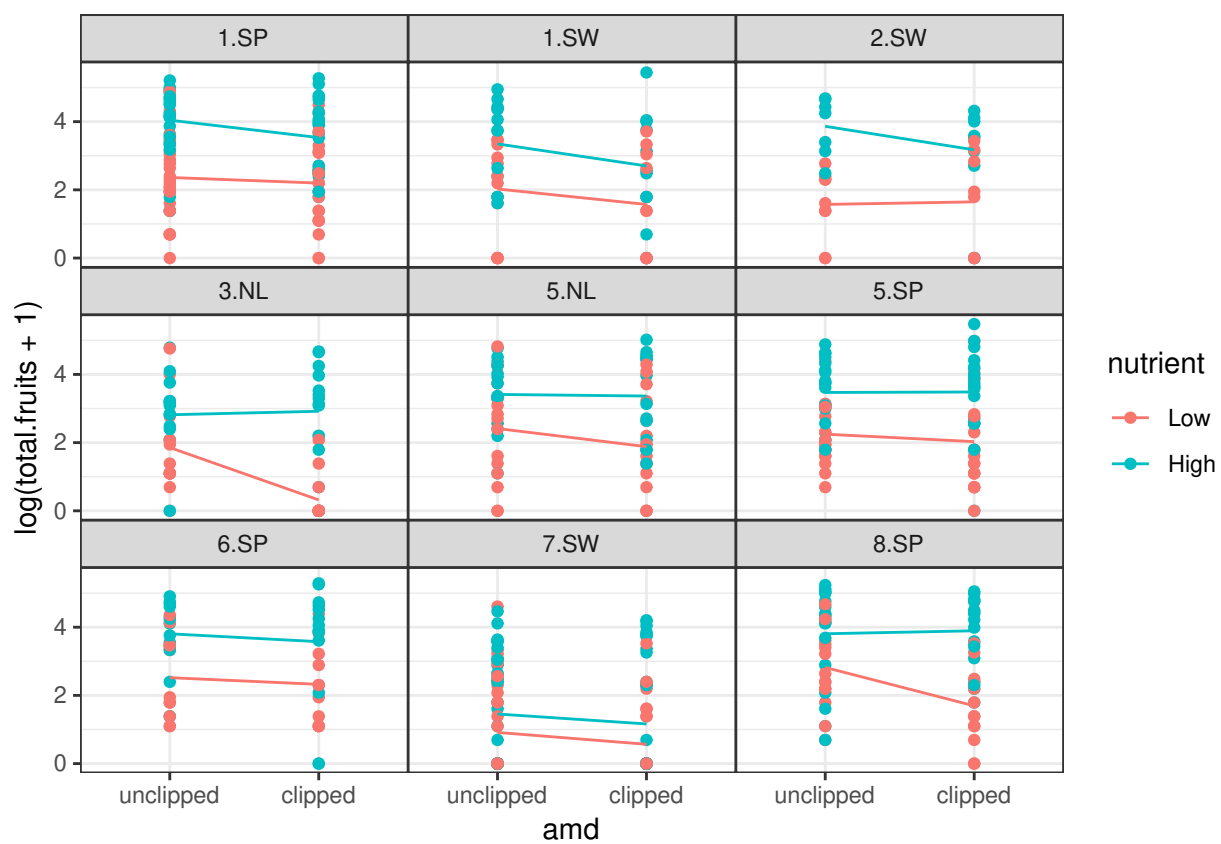 1.SP
1.SW
2.SW
4
2
0
3.NL
5.NL
5.SP
4
2
0
6.SP
7.SW
8.SP
4
2
0
unclipped
clipped
unclipped
clipped
unclipped
clipped
amd
log(total.fruits + 1)
nutrient
Low
High